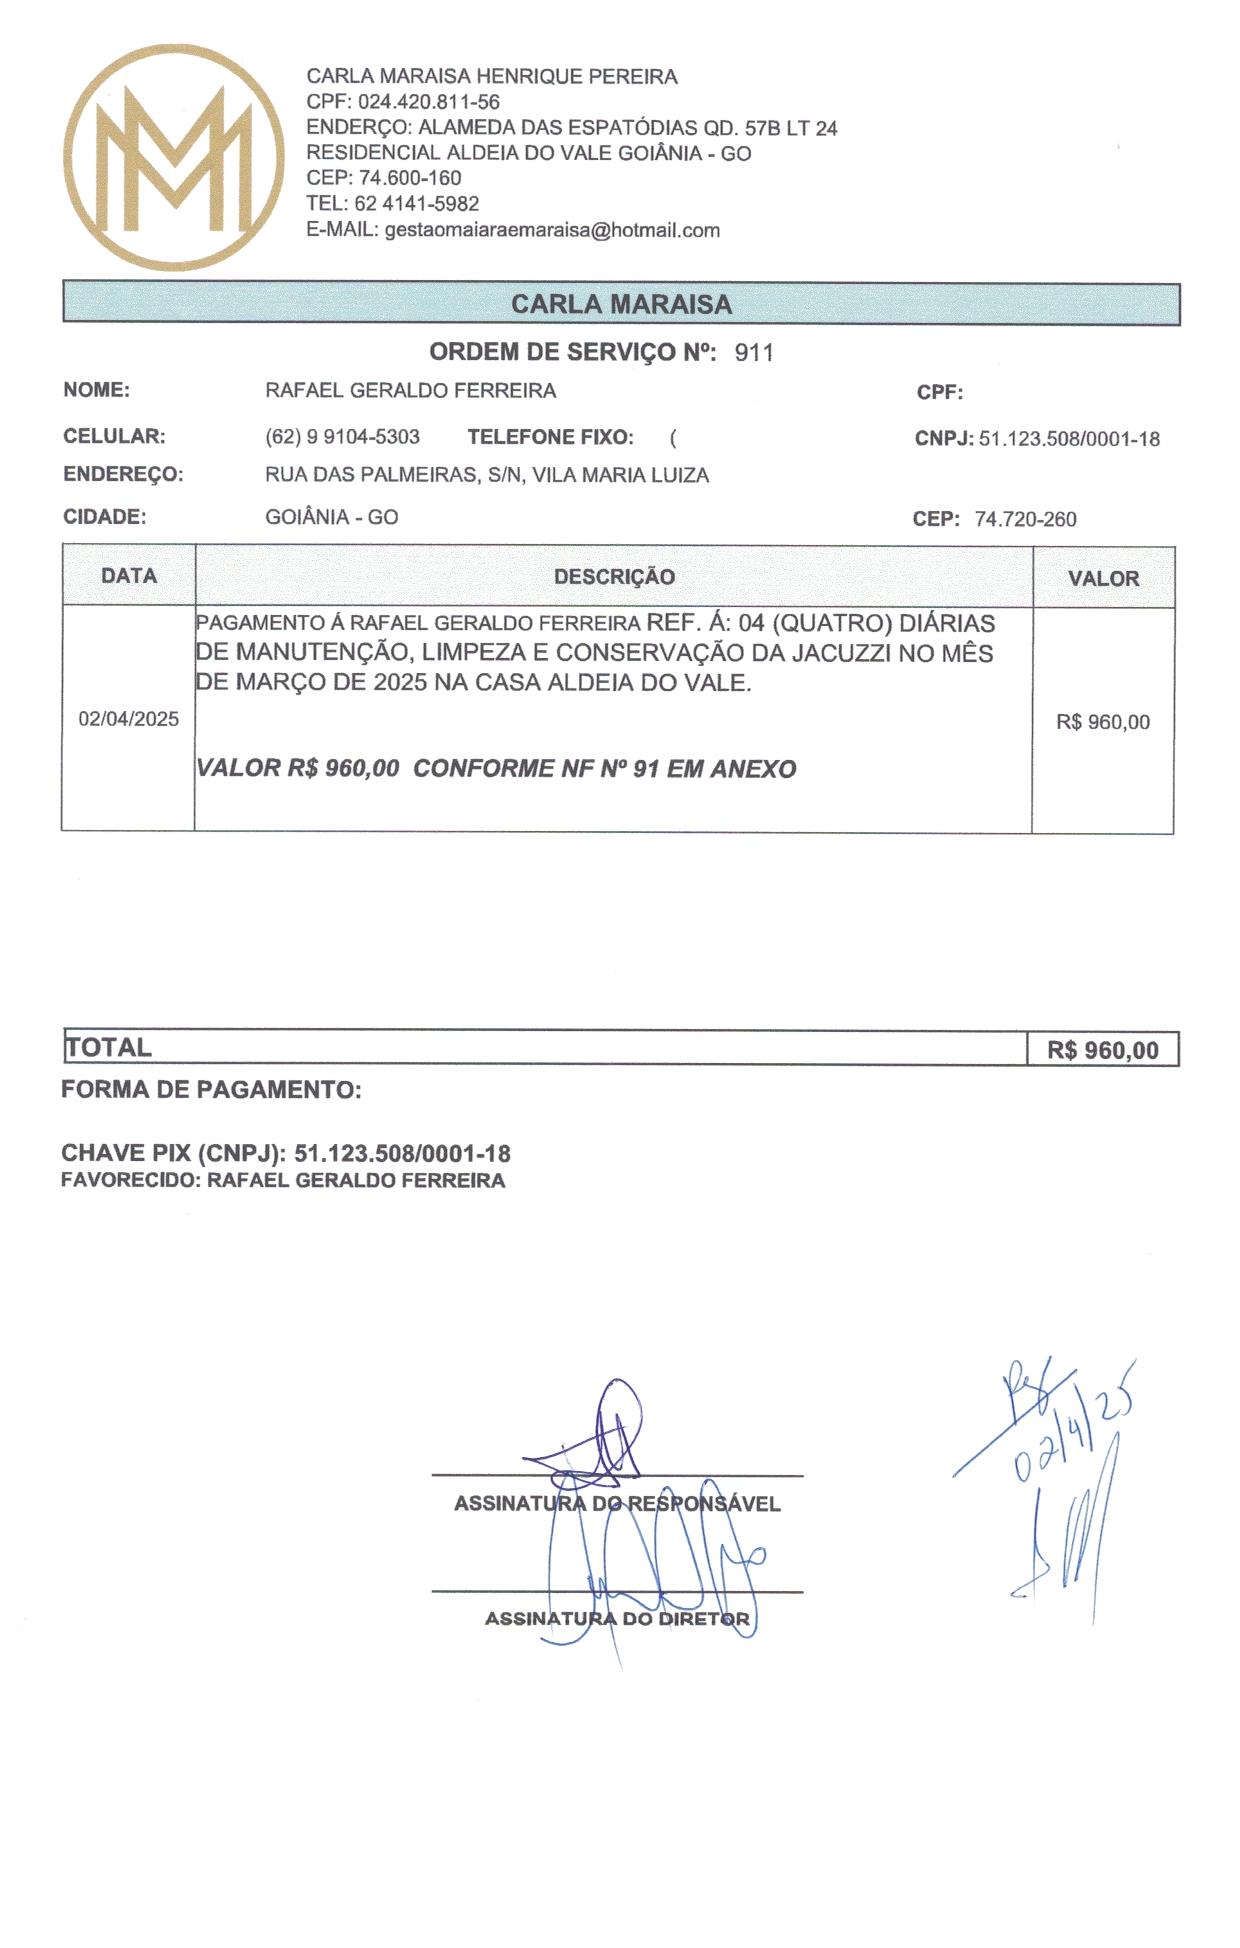 CARLA MARAISA HENRIQUE PEREIRA
CPF: 024.420.811-56
ENDERÇO: ALAMEDA DAS ESPATÓDIAS QD. 57B LT 24
RESIDENCIAL ALDEIA DO VALE GOIÂNIA - GO
CEP: 74.600-160
TEL: 62 4141-5982
E-MAIL: gestaomaiaraemaraisa@hotmail.com
CARLA MARAISA
ORDEM DE SERVIÇO Nº: 911
NOME: RAFAEL GERALDO FERREIRA CPF:
CELULAR: (62) 9 9104-5303 TELEFONE FIXO: ( CNPJ: 51.123.508/0001-18
ENDEREÇO: RUA DAS PALMEIRAS, S/N, VILA MARIA LUIZA
CIDADE: GOIÂNIA - GO CEP: 74.720-260
DATA DESCRIÇÃO VALOR
PAGAMENTO Á RAFAEL GERALDO FERREIRA REF. Á: 04 (QUATRO) DIÁRIAS
DE MANUTENÇÃO, LIMPEZA E CONSERVAÇÃO DA JACUZZI NO MÊS
DE MARÇO DE 2025 NA CASA ALDEIA DO VALE.
02/04/2025 R$ 960,00
VALOR R$ 960,00 CONFORME NF Nº 91 EM ANEXO
TOTAL R$ 960,00
FORMA DE PAGAMENTO:
CHAVE PIX (CNPJ): 51.123.508/0001-18
FAVORECIDO: RAFAEL GERALDO FERREIRA
02/4/25
ASSINATURA DO RESPONSÁVEL
ASSINATURA DO DIRETOR